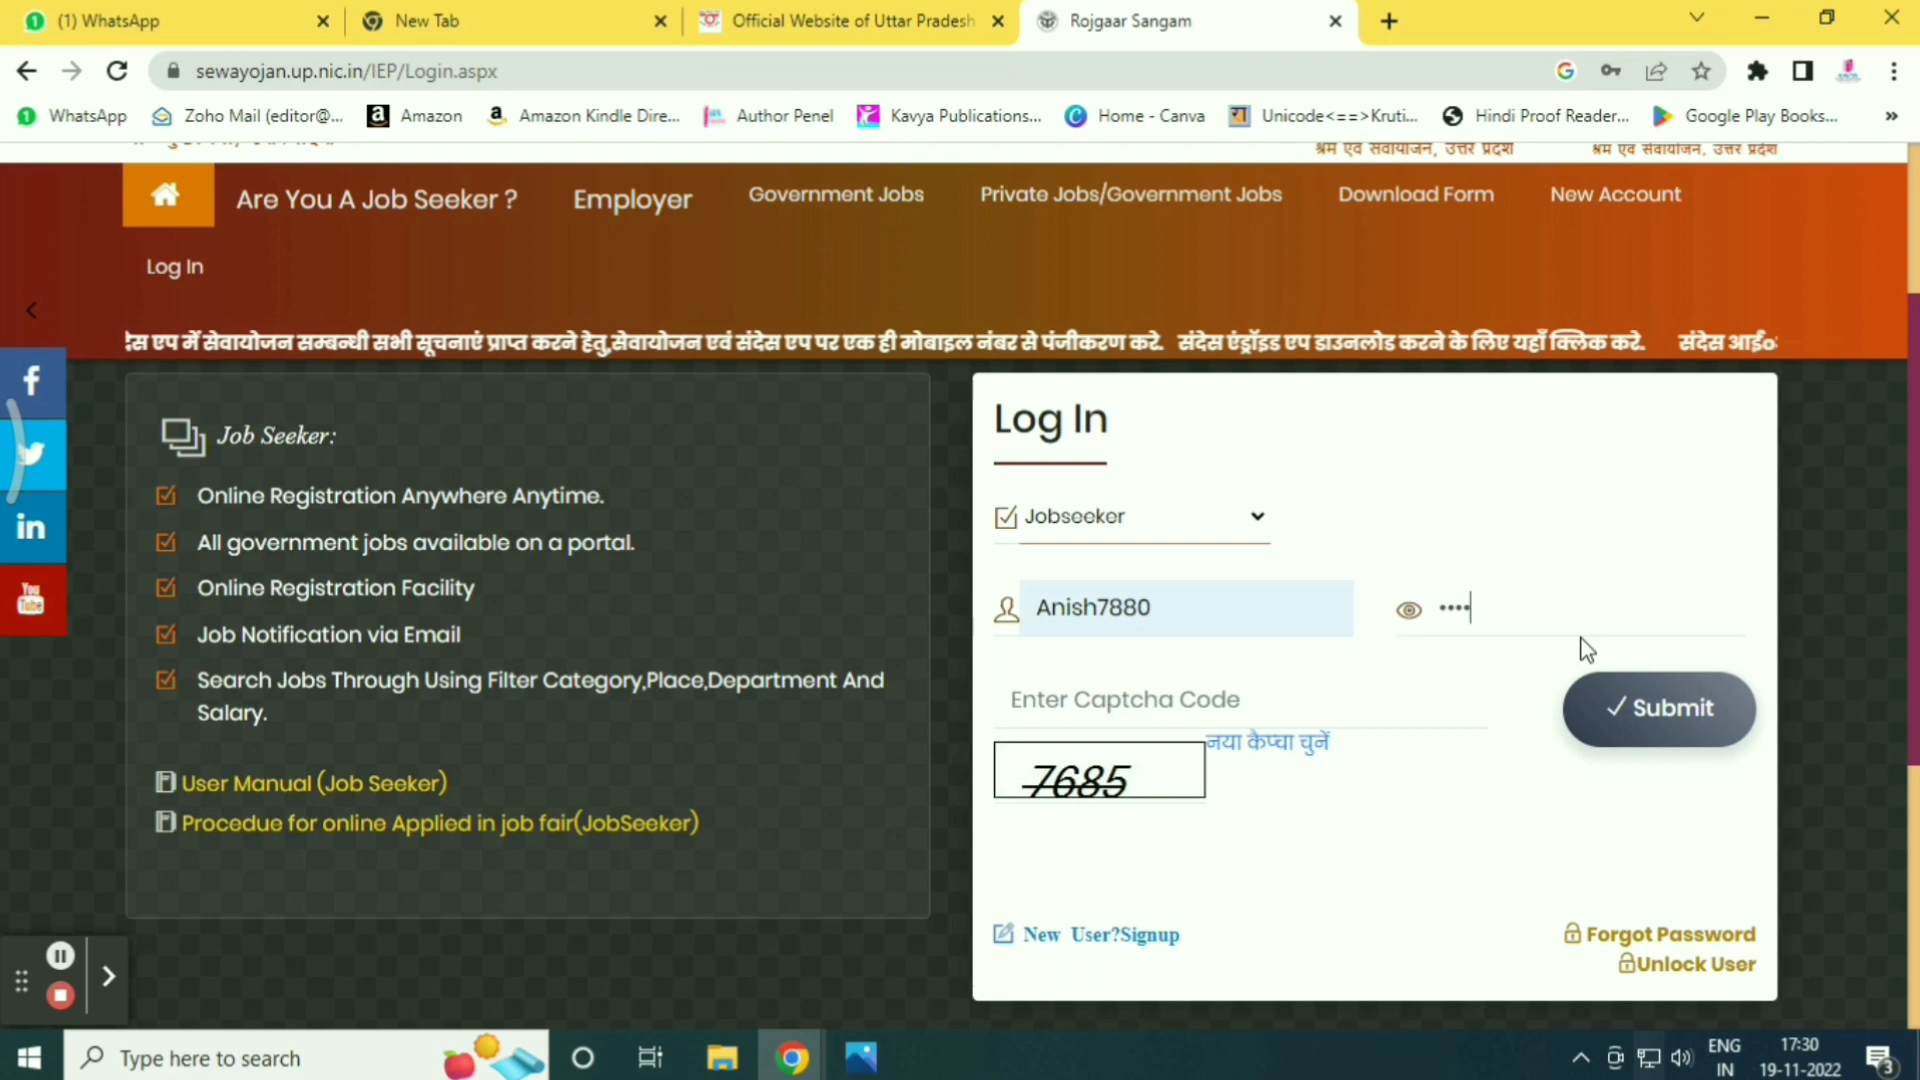 (1) WhatsApp
New Tab
Official Website of Uttar Pradesh
Rojgaar Sangam
sewayojan.up.nic.in/IEP/Login.aspx
WhatsApp
Zoho Mail (editor@...
Amazon
Amazon Kindle Dire...
Author Penel
Kavya Publications...
Home - Canva
Unicode<==>Kruti...
Hindi Proof Reader...
Google Play Books...
»
श्रम एवं सेवायोजन, उत्तर प्रदेश
श्रम एवं सेवायोजन, उत्तर प्रदेश
Are You A Job Seeker ?
Employer
Government Jobs
Private Jobs/Government Jobs
Download Form
New Account
Log In
एप में सेवायोजन सम्बन्धी सभी सूचनाएं प्राप्त करने हेतु,सेवायोजन एवं संदेस एप पर एक ही मोबाइल नंबर से पंजीकरण करे. संदेस एंड्रॉइड एप डाउनलोड करने के लिए यहाँ क्लिक करे. संदेस
Job Seeker:
Online Registration Anywhere Anytime.
All government jobs available on a portal.
Online Registration Facility
Job Notification via Email
Search Jobs Through Using Filter Category,Place,Department And
Salary.
User Manual (Job Seeker)
Procedue for online Applied in job fair(JobSeeker)
Log In
Jobseeker
Anish7880
••••
Enter Captcha Code
Submit
नया कैप्चा चुनें
7685
New User?Signup
Forgot Password
Unlock User
f
in
You
Tube
Type here to search
ENG
IN
17:30
19-11-2022
3